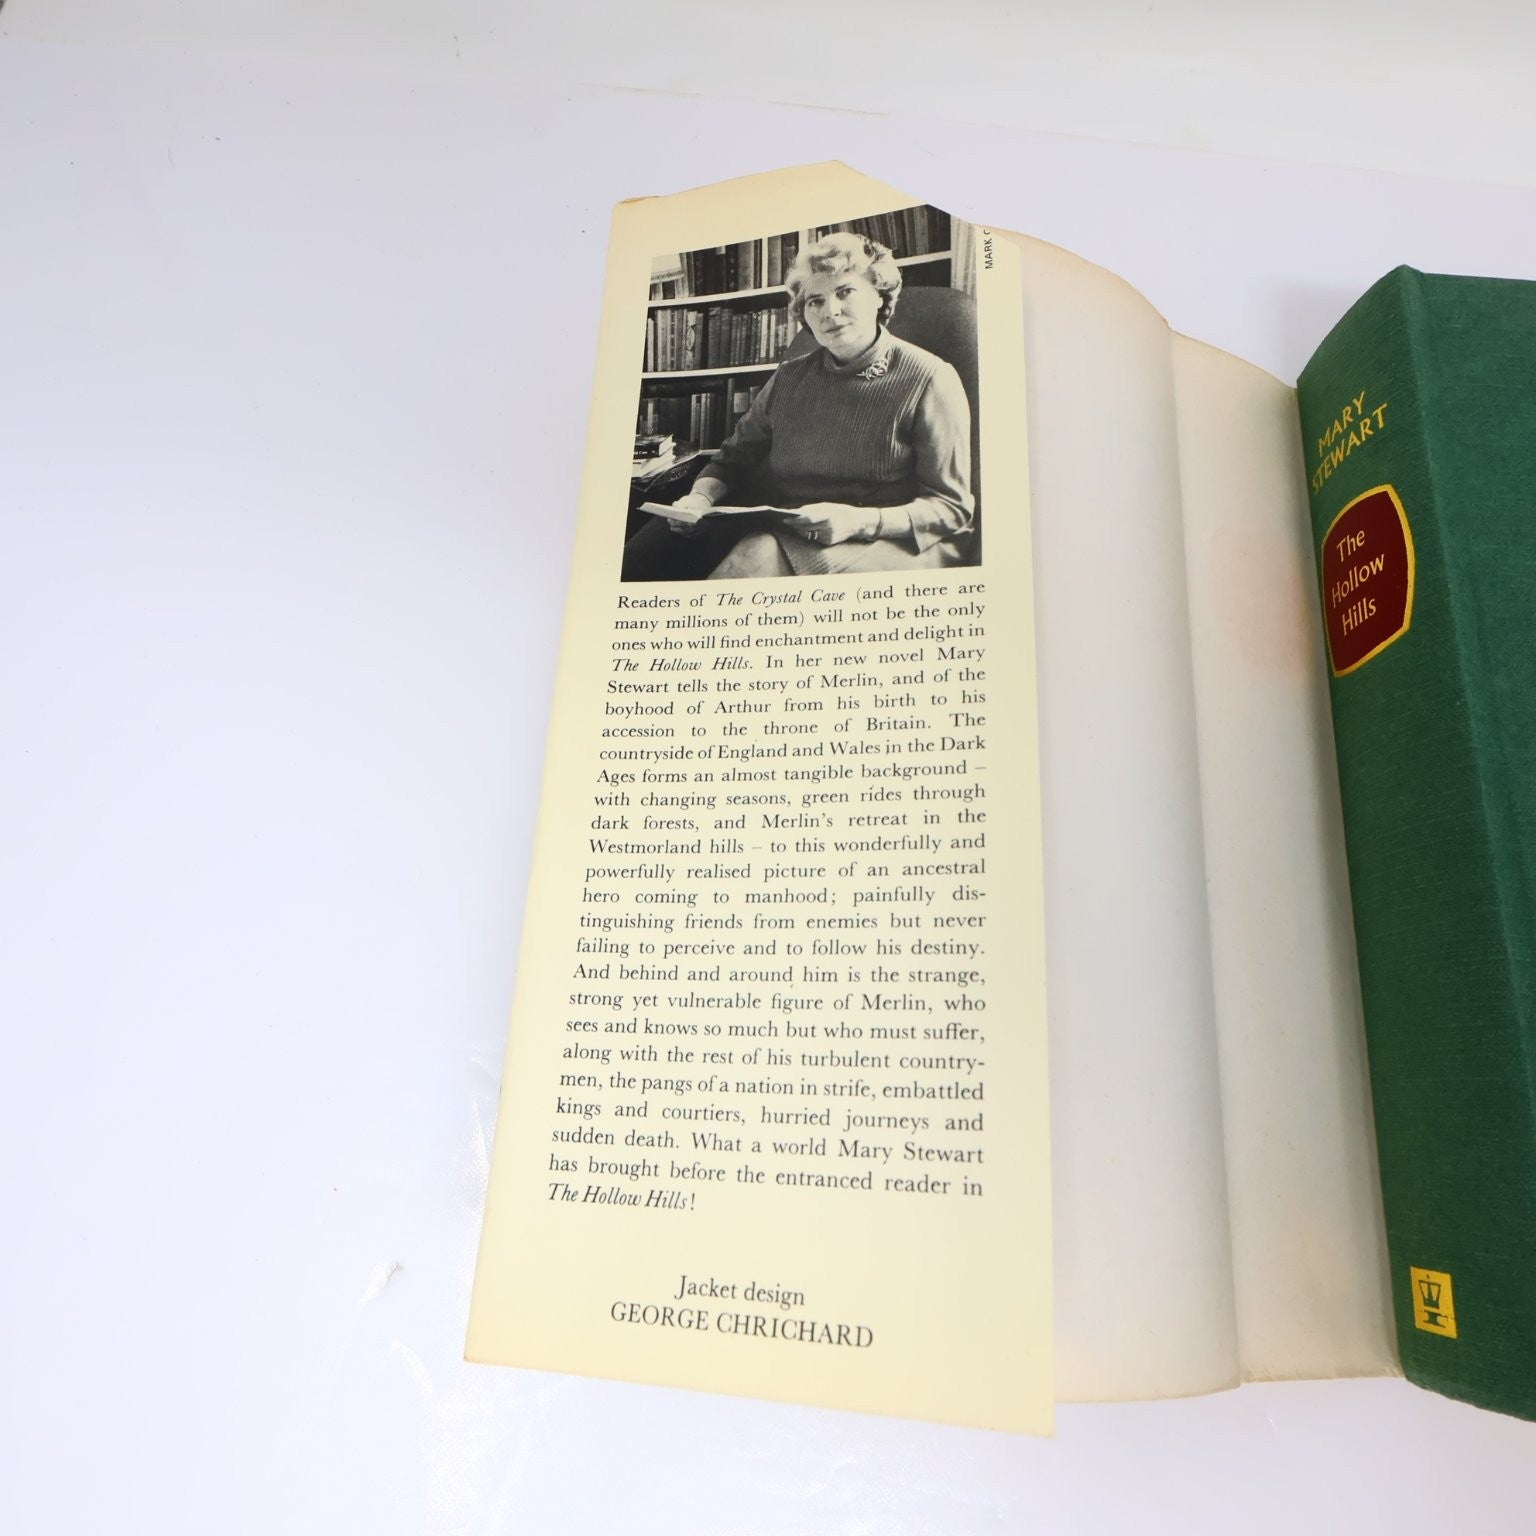 MARK
Readers of The Crystal Cave (and there are
many millions of them) will not be the only
ones who will find enchantment and delight in
The Hollow Hills. In her new novel Mary
Stewart tells the story of Merlin, and of the
boyhood of Arthur from his birth to his
accession to the throne of Britain. The
countryside of England and Wales in the Dark
Ages forms an almost tangible background –
with changing seasons, green rides through
dark forests, and Merlin's retreat in the
Westmorland hills – to this wonderfully and
powerfully realised picture of an ancestral
hero coming to manhood; painfully dis-
tinguishing friends from enemies but never
failing to perceive and to follow his destiny.
And behind and around him is the strange,
strong yet vulnerable figure of Merlin, who
sees and knows so much but who must suffer,
along with the rest of his turbulent country-
men, the pangs of a nation in strife, embattled
kings and courtiers, hurried journeys and
sudden death. What a world Mary Stewart
has brought before the entranced reader in
The Hollow Hills!
Jacket design
GEORGE CHRICHARD
MARY
STEWART
The
Hollow
Hills